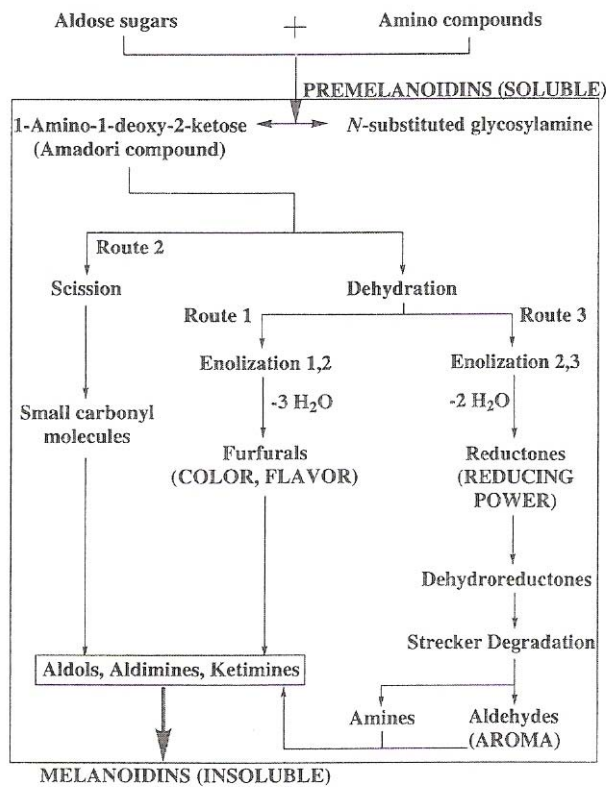 Aldose sugars + Amino compounds
PREMELANOIDINS (SOLUBLE)
1-Amino-1-deoxy-2-ketose
(Amadori compound)
N-substituted glycosylamine
Route 2
Scission
Dehydration
Route 1
Route 3
Enolization 1,2
Enolization 2,3
-3 H₂O
-2 H₂O
Small carbonyl
molecules
Furfurals
(COLOR, FLAVOR)
Reductones
(REDUCING
POWER)
Dehydroreductones
Strecker Degradation
Aldols, Aldimines, Ketimines
Amines
Aldehydes
(AROMA)
MELANOIDINS (INSOLUBLE)